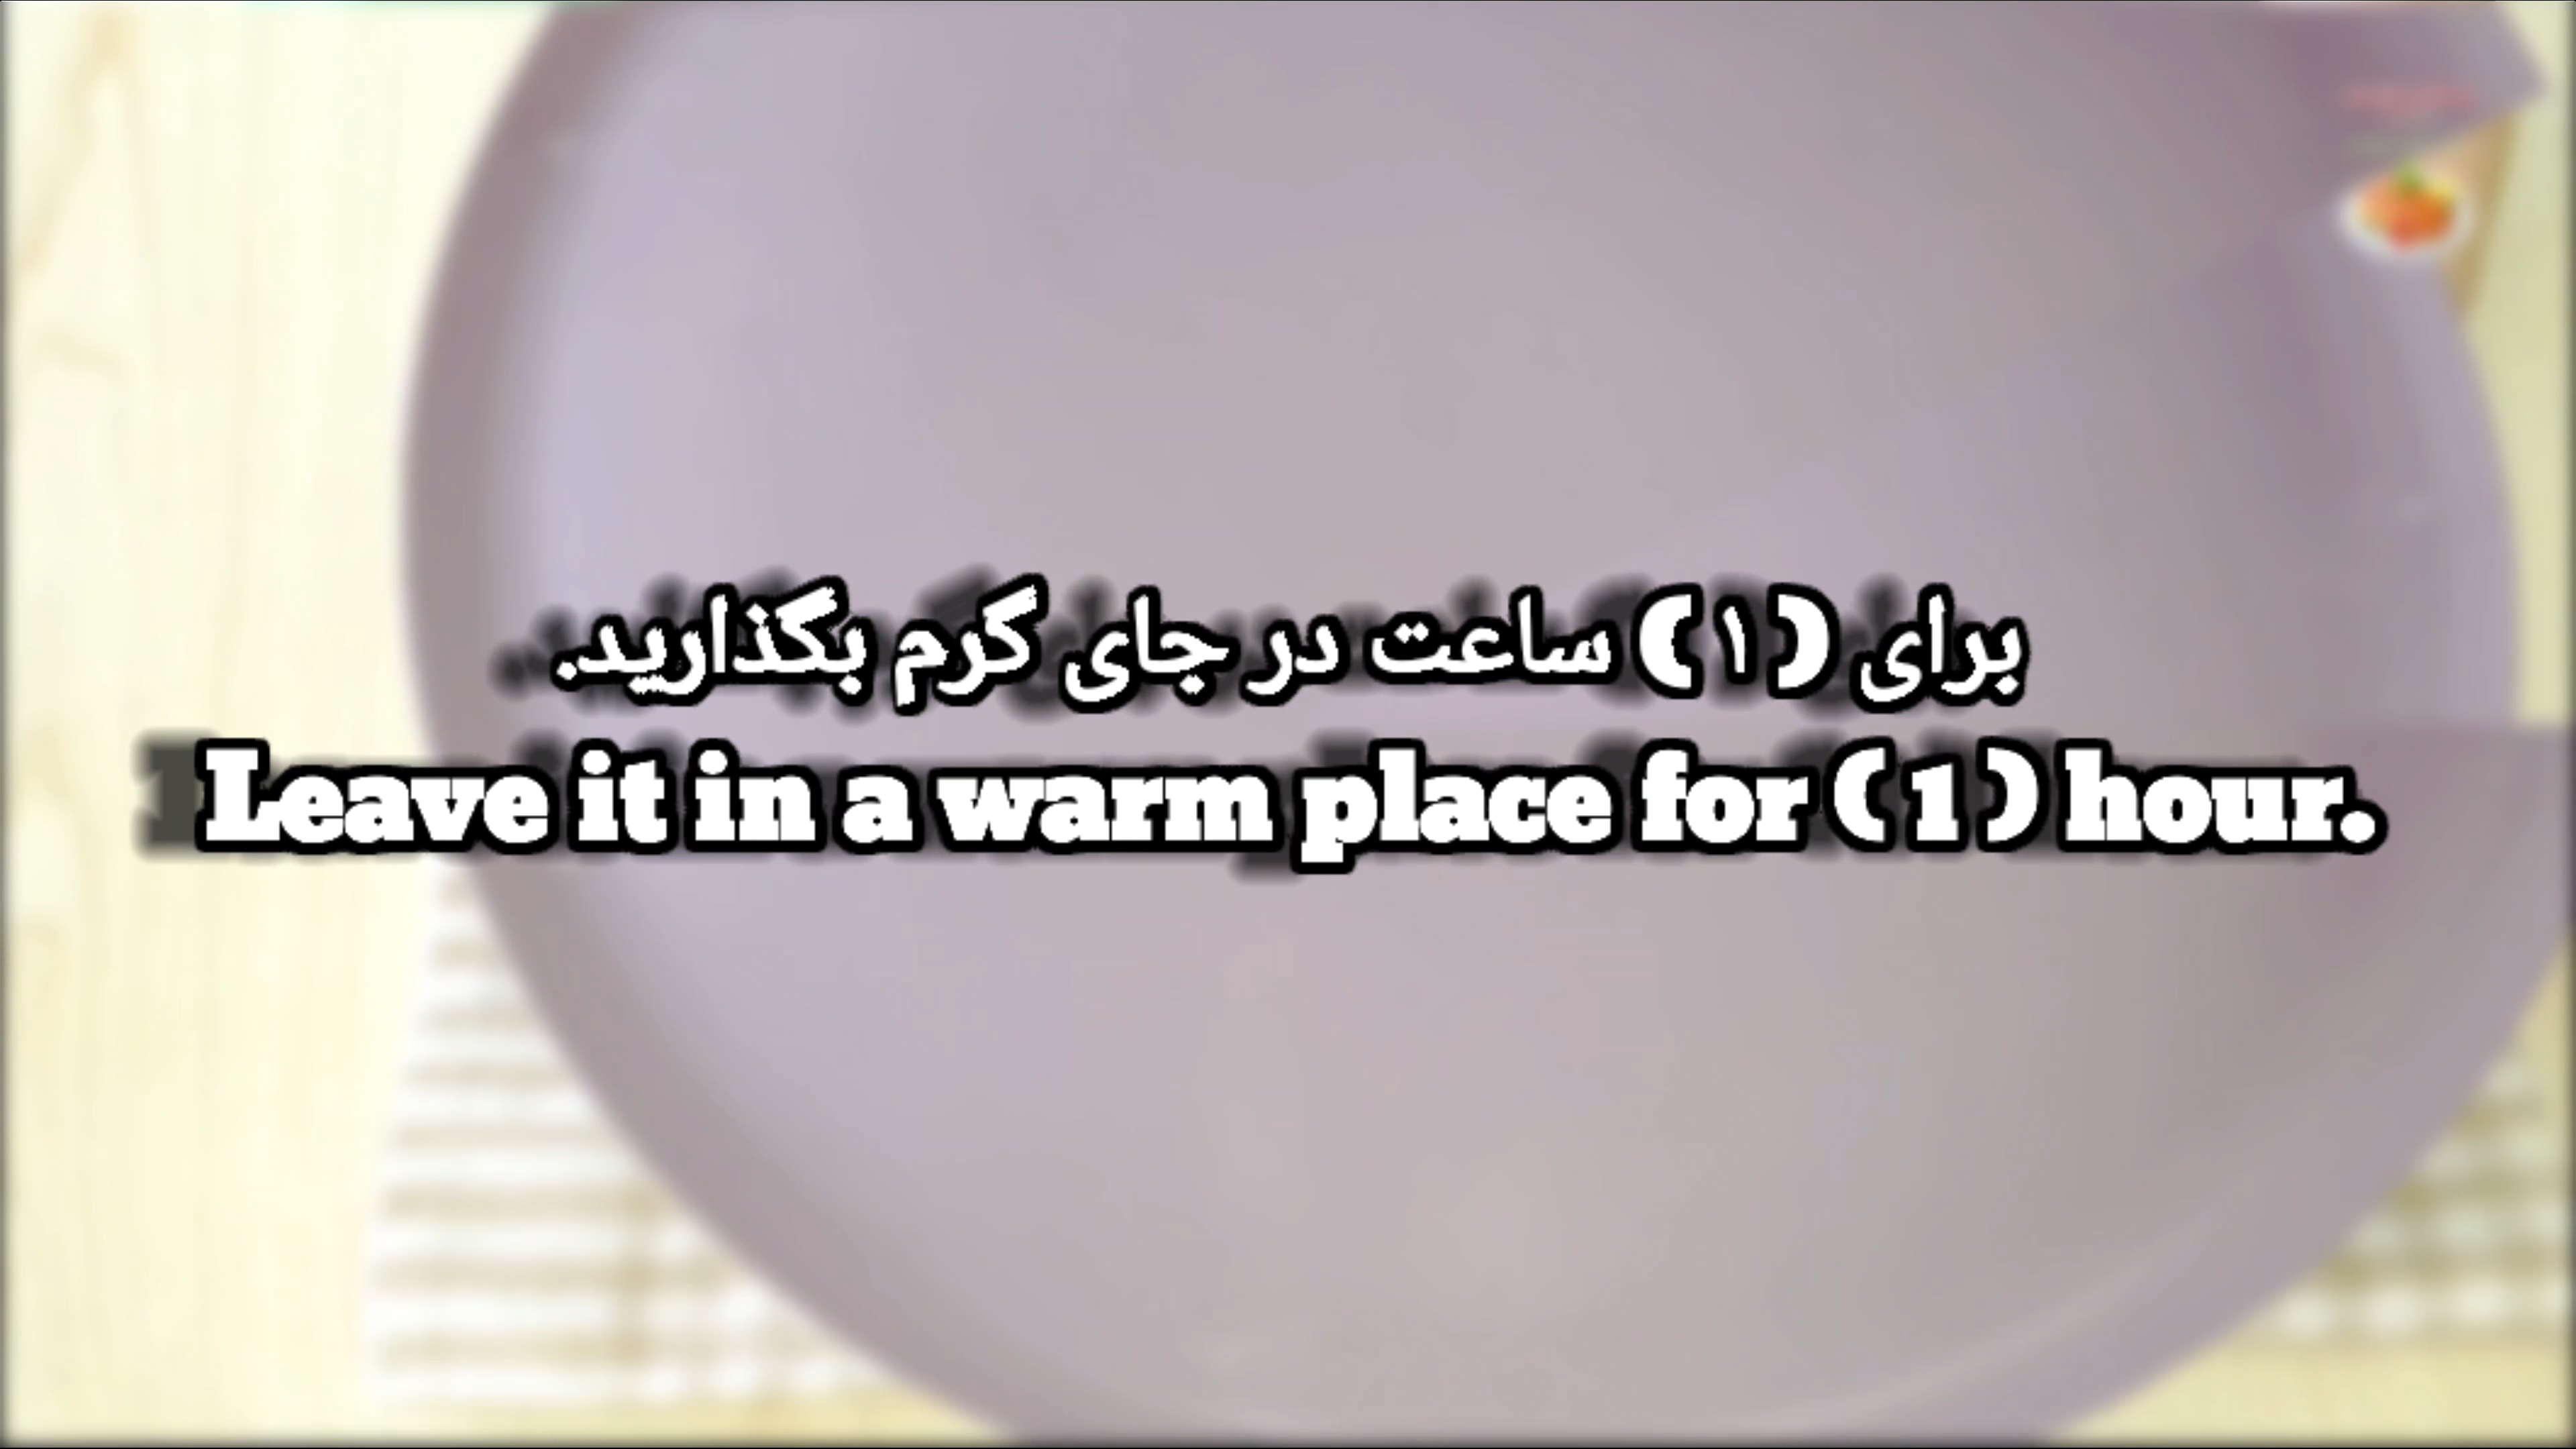 برای (۱) ساعت در جای گرم بگذارید.
Leave it in a warm place for (1) hour.